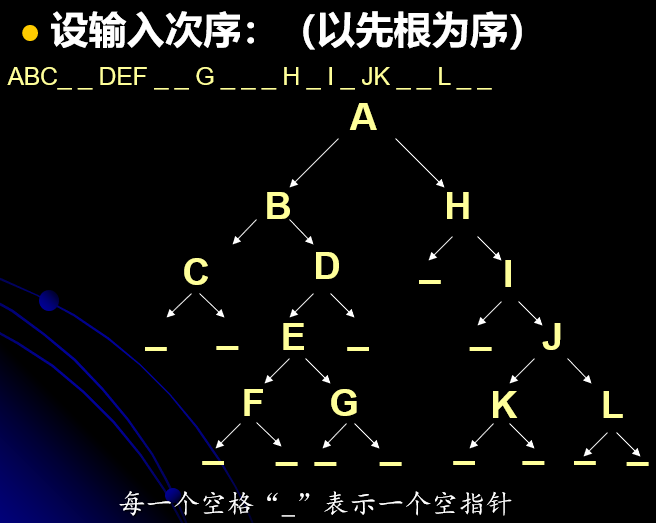 设输入次序：（以先根为序）
ABC_ _ DEF _ _ G _ _ _ H _ I _ JK _ _ L _ _
A
B H
C D _ I
_ _ E _ _ J
F G K L
_ _ _ _ _ _ _ _
每一个空格“_”表示一个空指针